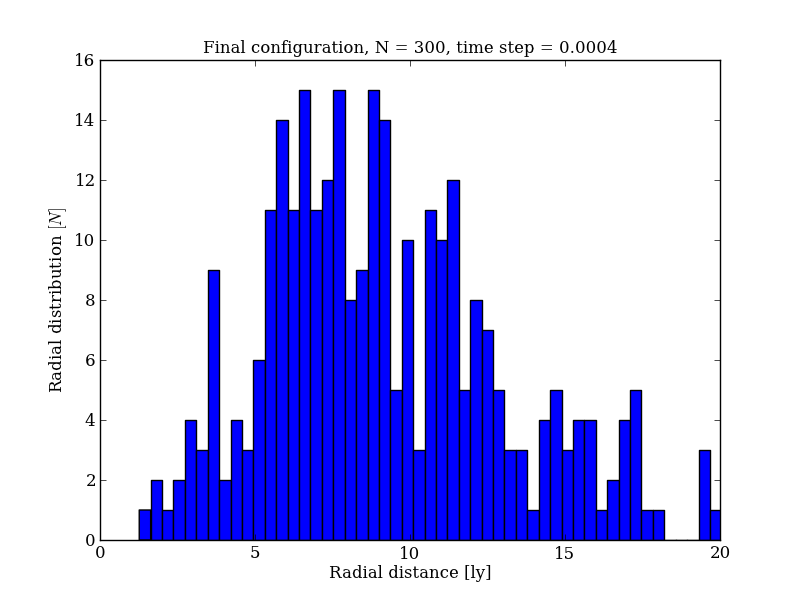 Final configuration, N = 300, time step = 0.0004
16
14
12
10
8
6
4
2
0
Radial distribution [N]
0 5 10 15 20
Radial distance [ly]